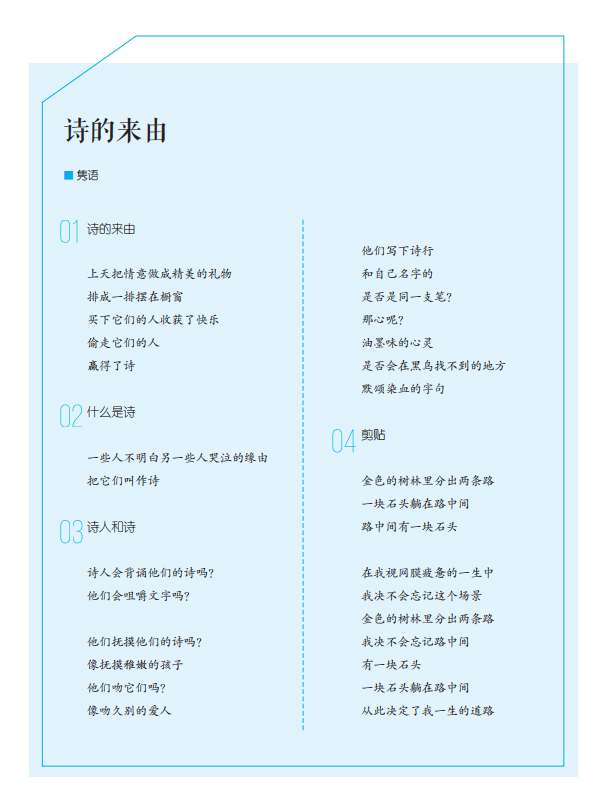 诗的来由
隽语
01 诗的来由
上天把情意做成精美的礼物
排成一排摆在橱窗
买下它们的人收获了快乐
偷走它们的人
赢得了诗
02 什么是诗
一些人不明白另一些人哭泣的缘由
把它们叫作诗
03 诗人和诗
诗人会背诵他们的诗吗?
他们会咀嚼文字吗?
他们抚摸他们的诗吗?
像抚摸稚嫩的孩子
他们吻它们吗?
像吻久别的爱人
他们写下诗行
和自己名字的
是否是同一支笔?
那心呢?
油墨味的心灵
是否会在黑鸟找不到的地方
默颂染血的字句
04 剪贴
金色的树林里分出两条路
一块石头躺在路中间
路中间有一块石头
在我视网膜疲惫的一生中
我决不会忘记这个场景
金色的树林里分出两条路
我决不会忘记路中间
有一块石头
一块石头躺在路中间
从此决定了我一生的道路